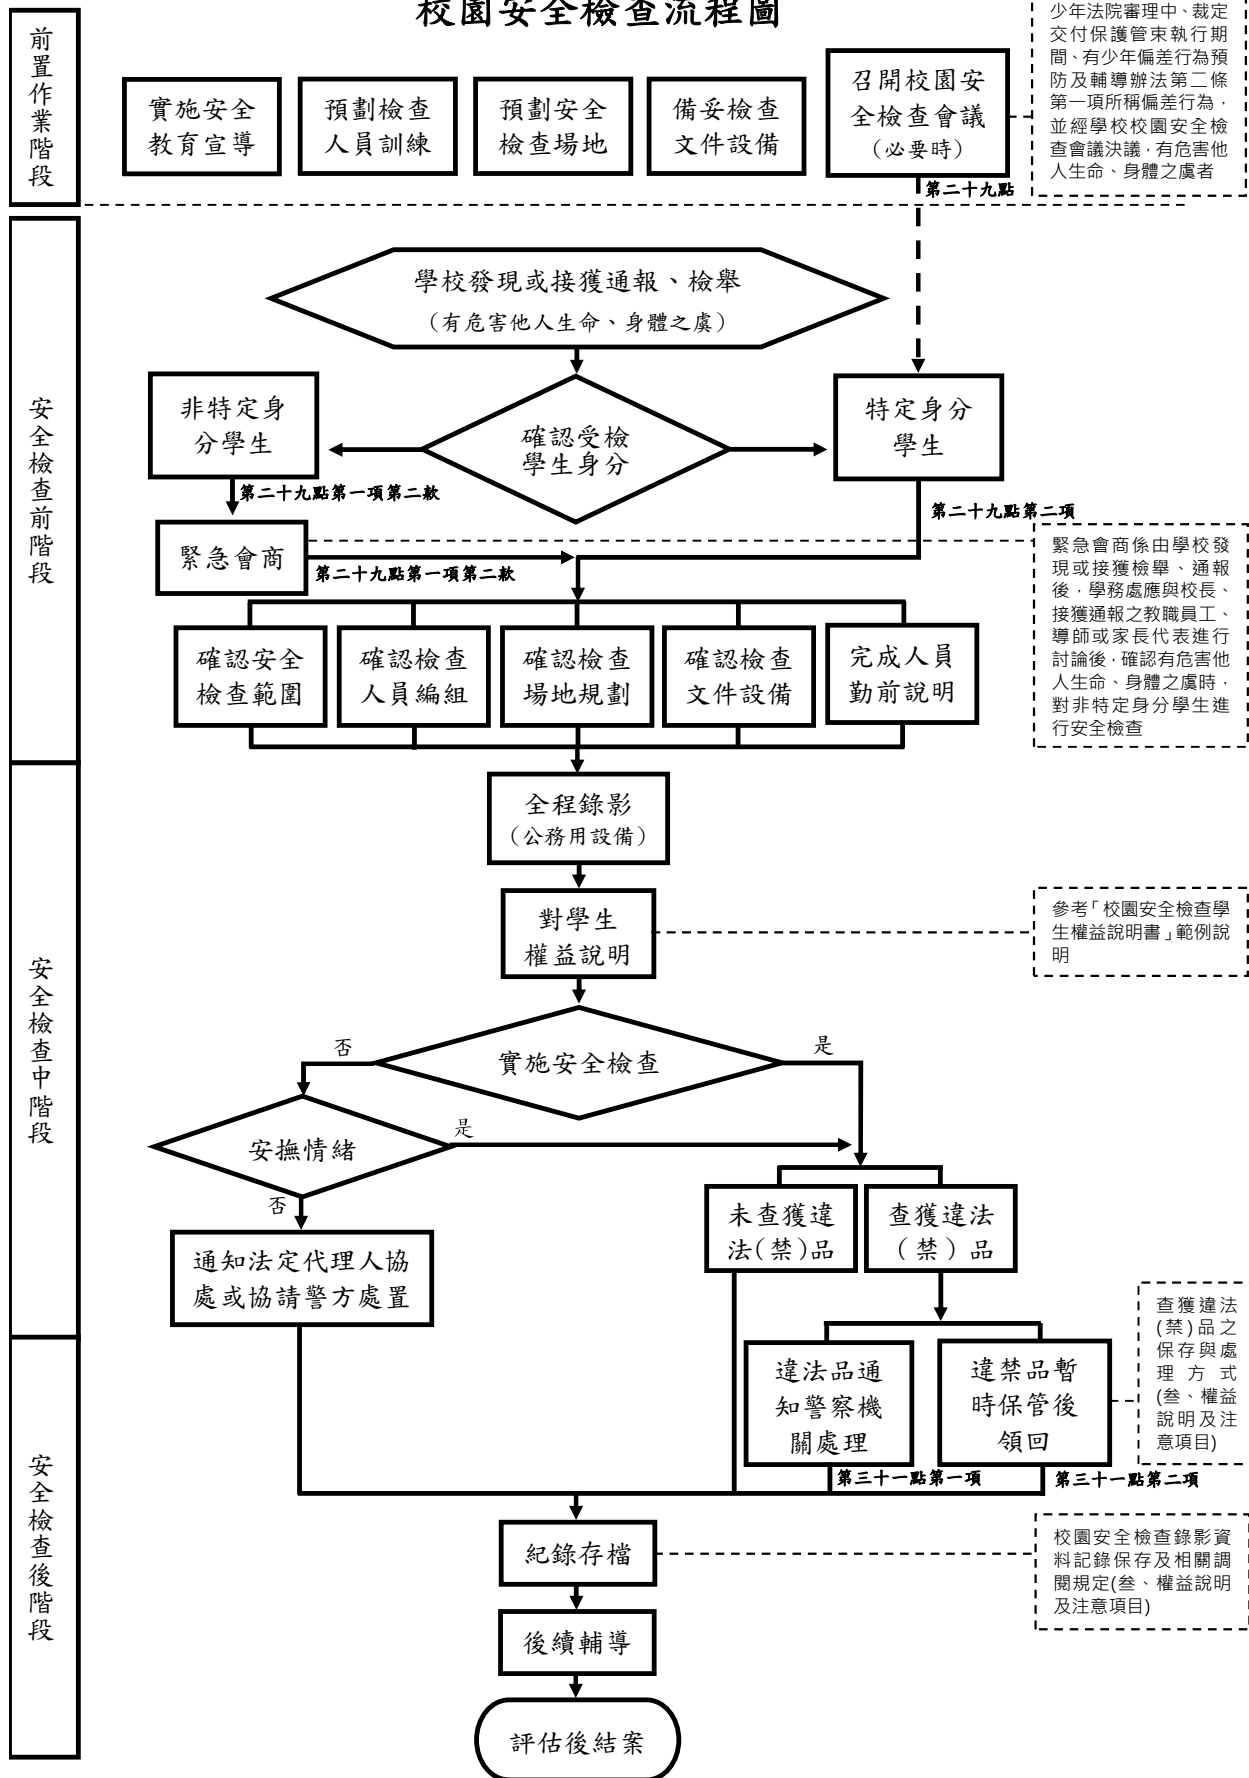 校園安全檢查流程圖
前置作業階段
實施安全
教育宣導
預劃檢查
人員訓練
預劃安全
檢查場地
備妥檢查
文件設備
召開校園安
全檢查會議
(必要時)
少年法院審理中、裁定
交付保護管束執行期
間、有少年偏差行為預
防及輔導辦法第二條
第一項所稱偏差行為,
並經學校校園安全檢
查會議決議,有危害他
人生命、身體之虞者
第二十九點
安全檢查前階段
學校發現或接獲通報、檢舉
(有危害他人生命、身體之虞)
非特定身
分學生
確認受檢
學生身分
特定身分
學生
第二十九點第一項第二款
第二十九點第二項
緊急會商
第二十九點第一項第二款
緊急會商係由學校發
現或接獲檢舉、通報
後,學務處應與校長、
接獲通報之教職員工、
導師或家長代表進行
討論後,確認有危害他
人生命、身體之虞時,
對非特定身分學生進
行安全檢查
確認安全
檢查範圍
確認檢查
人員編組
確認檢查
場地規劃
確認檢查
文件設備
完成人員
勤前說明
安全檢查中階段
全程錄影
(公務用設備)
對學生
權益說明
參考「校園安全檢查學
生權益說明書」範例說
明
實施安全檢查
否
是
安撫情緒
是
否
通知法定代理人協
處或協請警方處置
未查獲違
法(禁)品
查獲違法
(禁)品
安全檢查後階段
違法品通
知警察機
關處理
違禁品暫
時保管後
領回
查獲違法
(禁)品之
保存與處
理方式
(叁、權益
說明及注
意項目)
第三十一點第一項
第三十一點第二項
紀錄存檔
校園安全檢查錄影資
料記錄保存及相關調
閱規定(叁、權益說明
及注意項目)
後續輔導
評估後結案